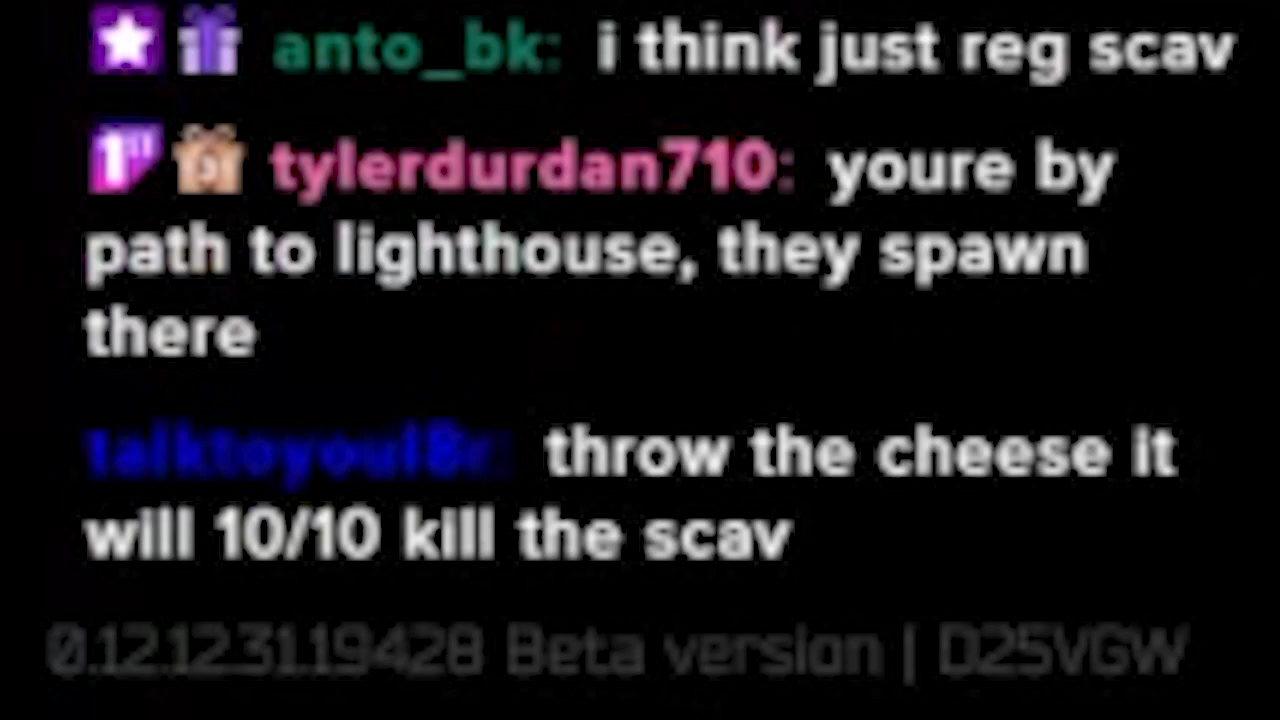 anto_bk: i think just reg scav
tylerdurdan710: youre by
path to lighthouse, they spawn
there
talktoyoul8r: throw the cheese it
will 10/10 kill the scav
0.12.12.31.19428 Beta version | D25VGW